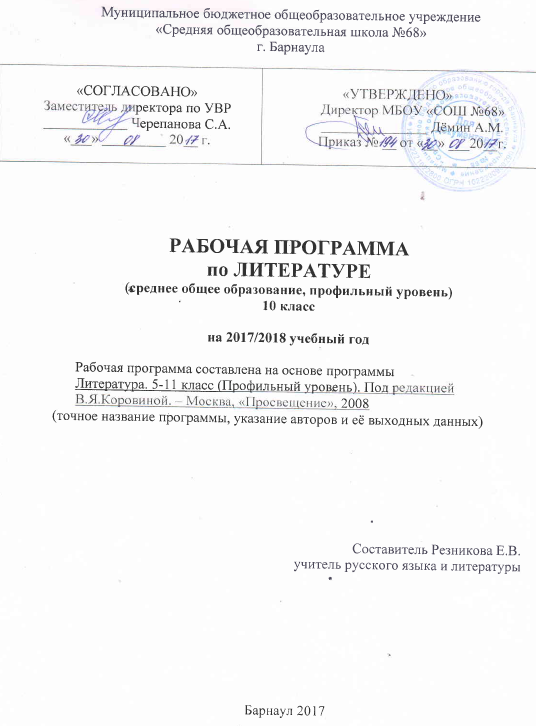 Муниципальное бюджетное общеобразовательное учреждение
«Средняя общеобразовательная школа №68»
г. Барнаула
«СОГЛАСОВАНО»
Заместитель директора по УВР
Черепанова С.А.
« 30 » 08 2017 г.
«УТВЕРЖДЕНО»
Директор МБОУ «СОШ №68»
Дёмин А.М.
Приказ №194 от «30» 08 2017 г.
РАБОЧАЯ ПРОГРАММА
по ЛИТЕРАТУРЕ
(среднее общее образование, профильный уровень)
10 класс
на 2017/2018 учебный год
Рабочая программа составлена на основе программы
Литература. 5-11 класс (Профильный уровень). Под редакцией
В.Я.Коровиной. – Москва, «Просвещение», 2008
(точное название программы, указание авторов и её выходных данных)
Составитель Резникова Е.В.
учитель русского языка и литературы
Барнаул 2017